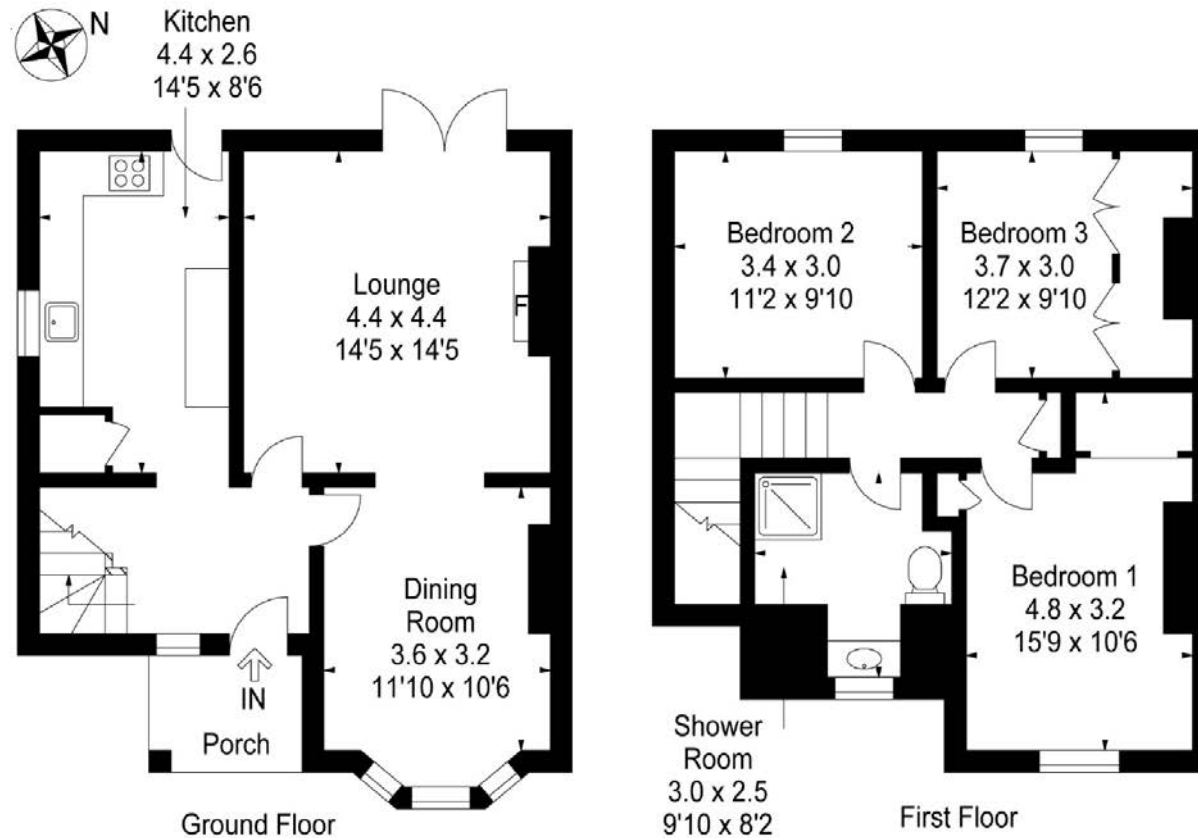 N
Kitchen
4.4 x 2.6
14'5 x 8'6
Lounge
4.4 x 4.4
14'5 x 14'5
F
Dining
Room
3.6 x 3.2
11'10 x 10'6
IN
Porch
Ground Floor
Bedroom 2
3.4 x 3.0
11'2 x 9'10
Bedroom 3
3.7 x 3.0
12'2 x 9'10
Bedroom 1
4.8 x 3.2
15'9 x 10'6
Shower
Room
3.0 x 2.5
9'10 x 8'2
First Floor